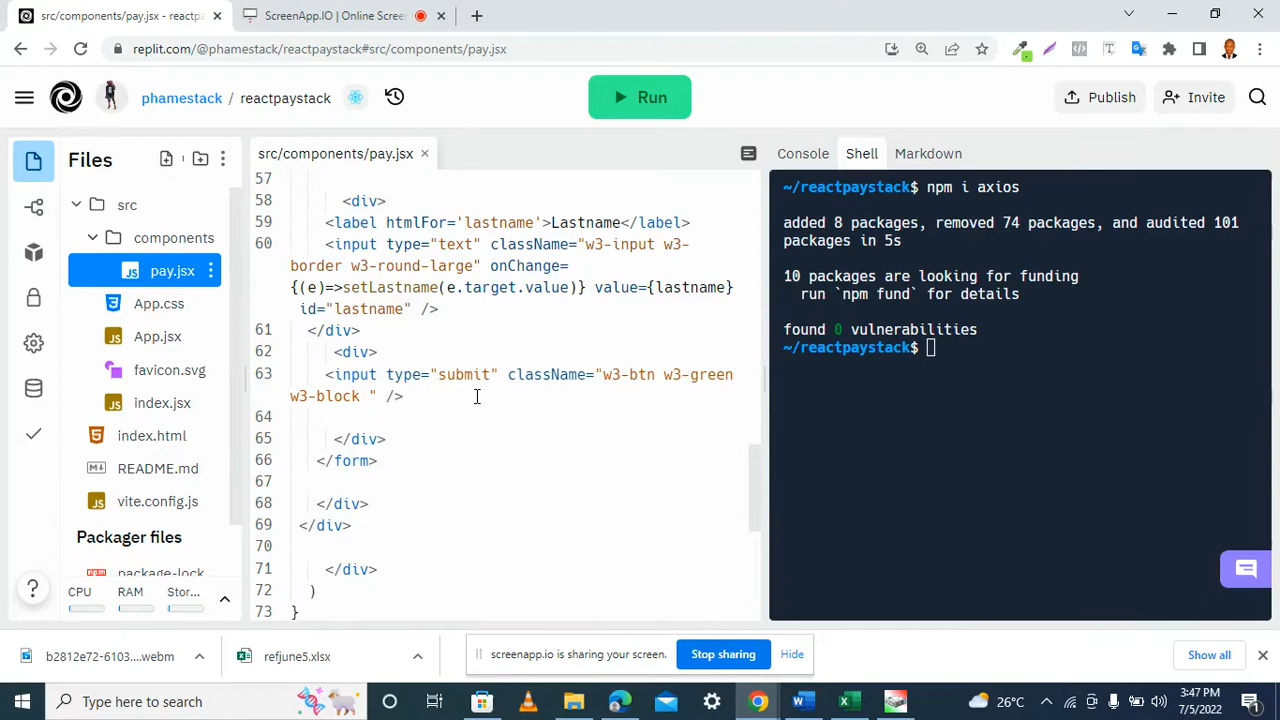 src/components/pay.jsx - reactp
ScreenApp.IO | Online Scree
replit.com/@phamestack/reactpaystack#src/components/pay.jsx
phamestack / reactpaystack
Run
Publish
Invite
Files
src/components/pay.jsx
Console
Shell
Markdown
src
components
pay.jsx
App.css
App.jsx
favicon.svg
index.jsx
index.html
README.md
vite.config.js
Packager files
package-lock
CPU
RAM
Stor...
57
58 <div>
59 <label htmlFor='lastname'>Lastname</label>
60 <input type="text" className="w3-input w3-
border w3-round-large" onChange=
{(e)=>setLastname(e.target.value)} value={lastname}
id="lastname" />
61 </div>
62 <div>
63 <input type="submit" className="w3-btn w3-green
w3-block " />
64
65 </div>
66 </form>
67
68 </div>
69 </div>
70
71 </div>
72 )
73 }
~/reactpaystack$ npm i axios
added 8 packages, removed 74 packages, and audited 101
packages in 5s
10 packages are looking for funding
run `npm fund` for details
found 0 vulnerabilities
~/reactpaystack$
b2812e72-6103....webm
refjune5.xlsx
screenapp.io is sharing your screen.
Stop sharing
Hide
Show all
Type here to search
26°C
3:47 PM
7/5/2022